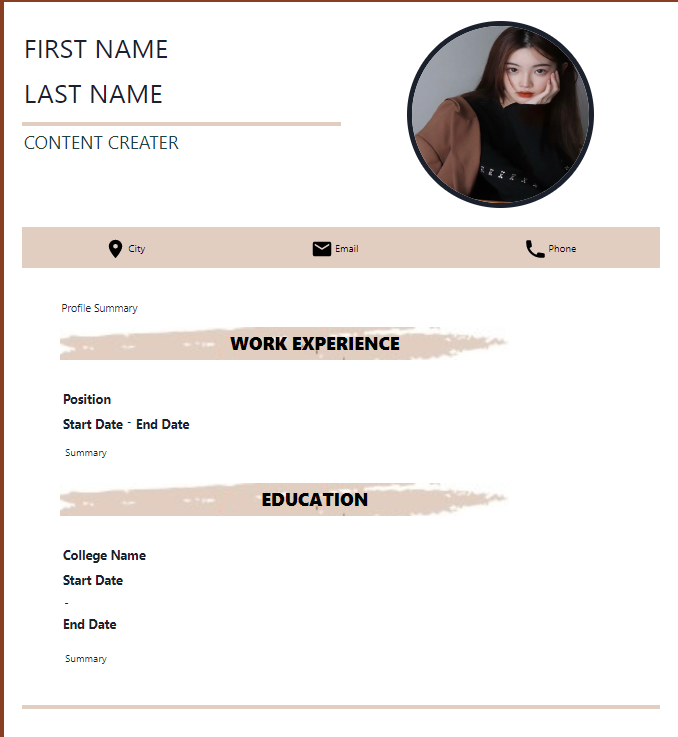 FIRST NAME
LAST NAME
CONTENT CREATER
City
Email
Phone
Profile Summary
WORK EXPERIENCE
Position
Start Date - End Date
Summary
EDUCATION
College Name
Start Date
-
End Date
Summary